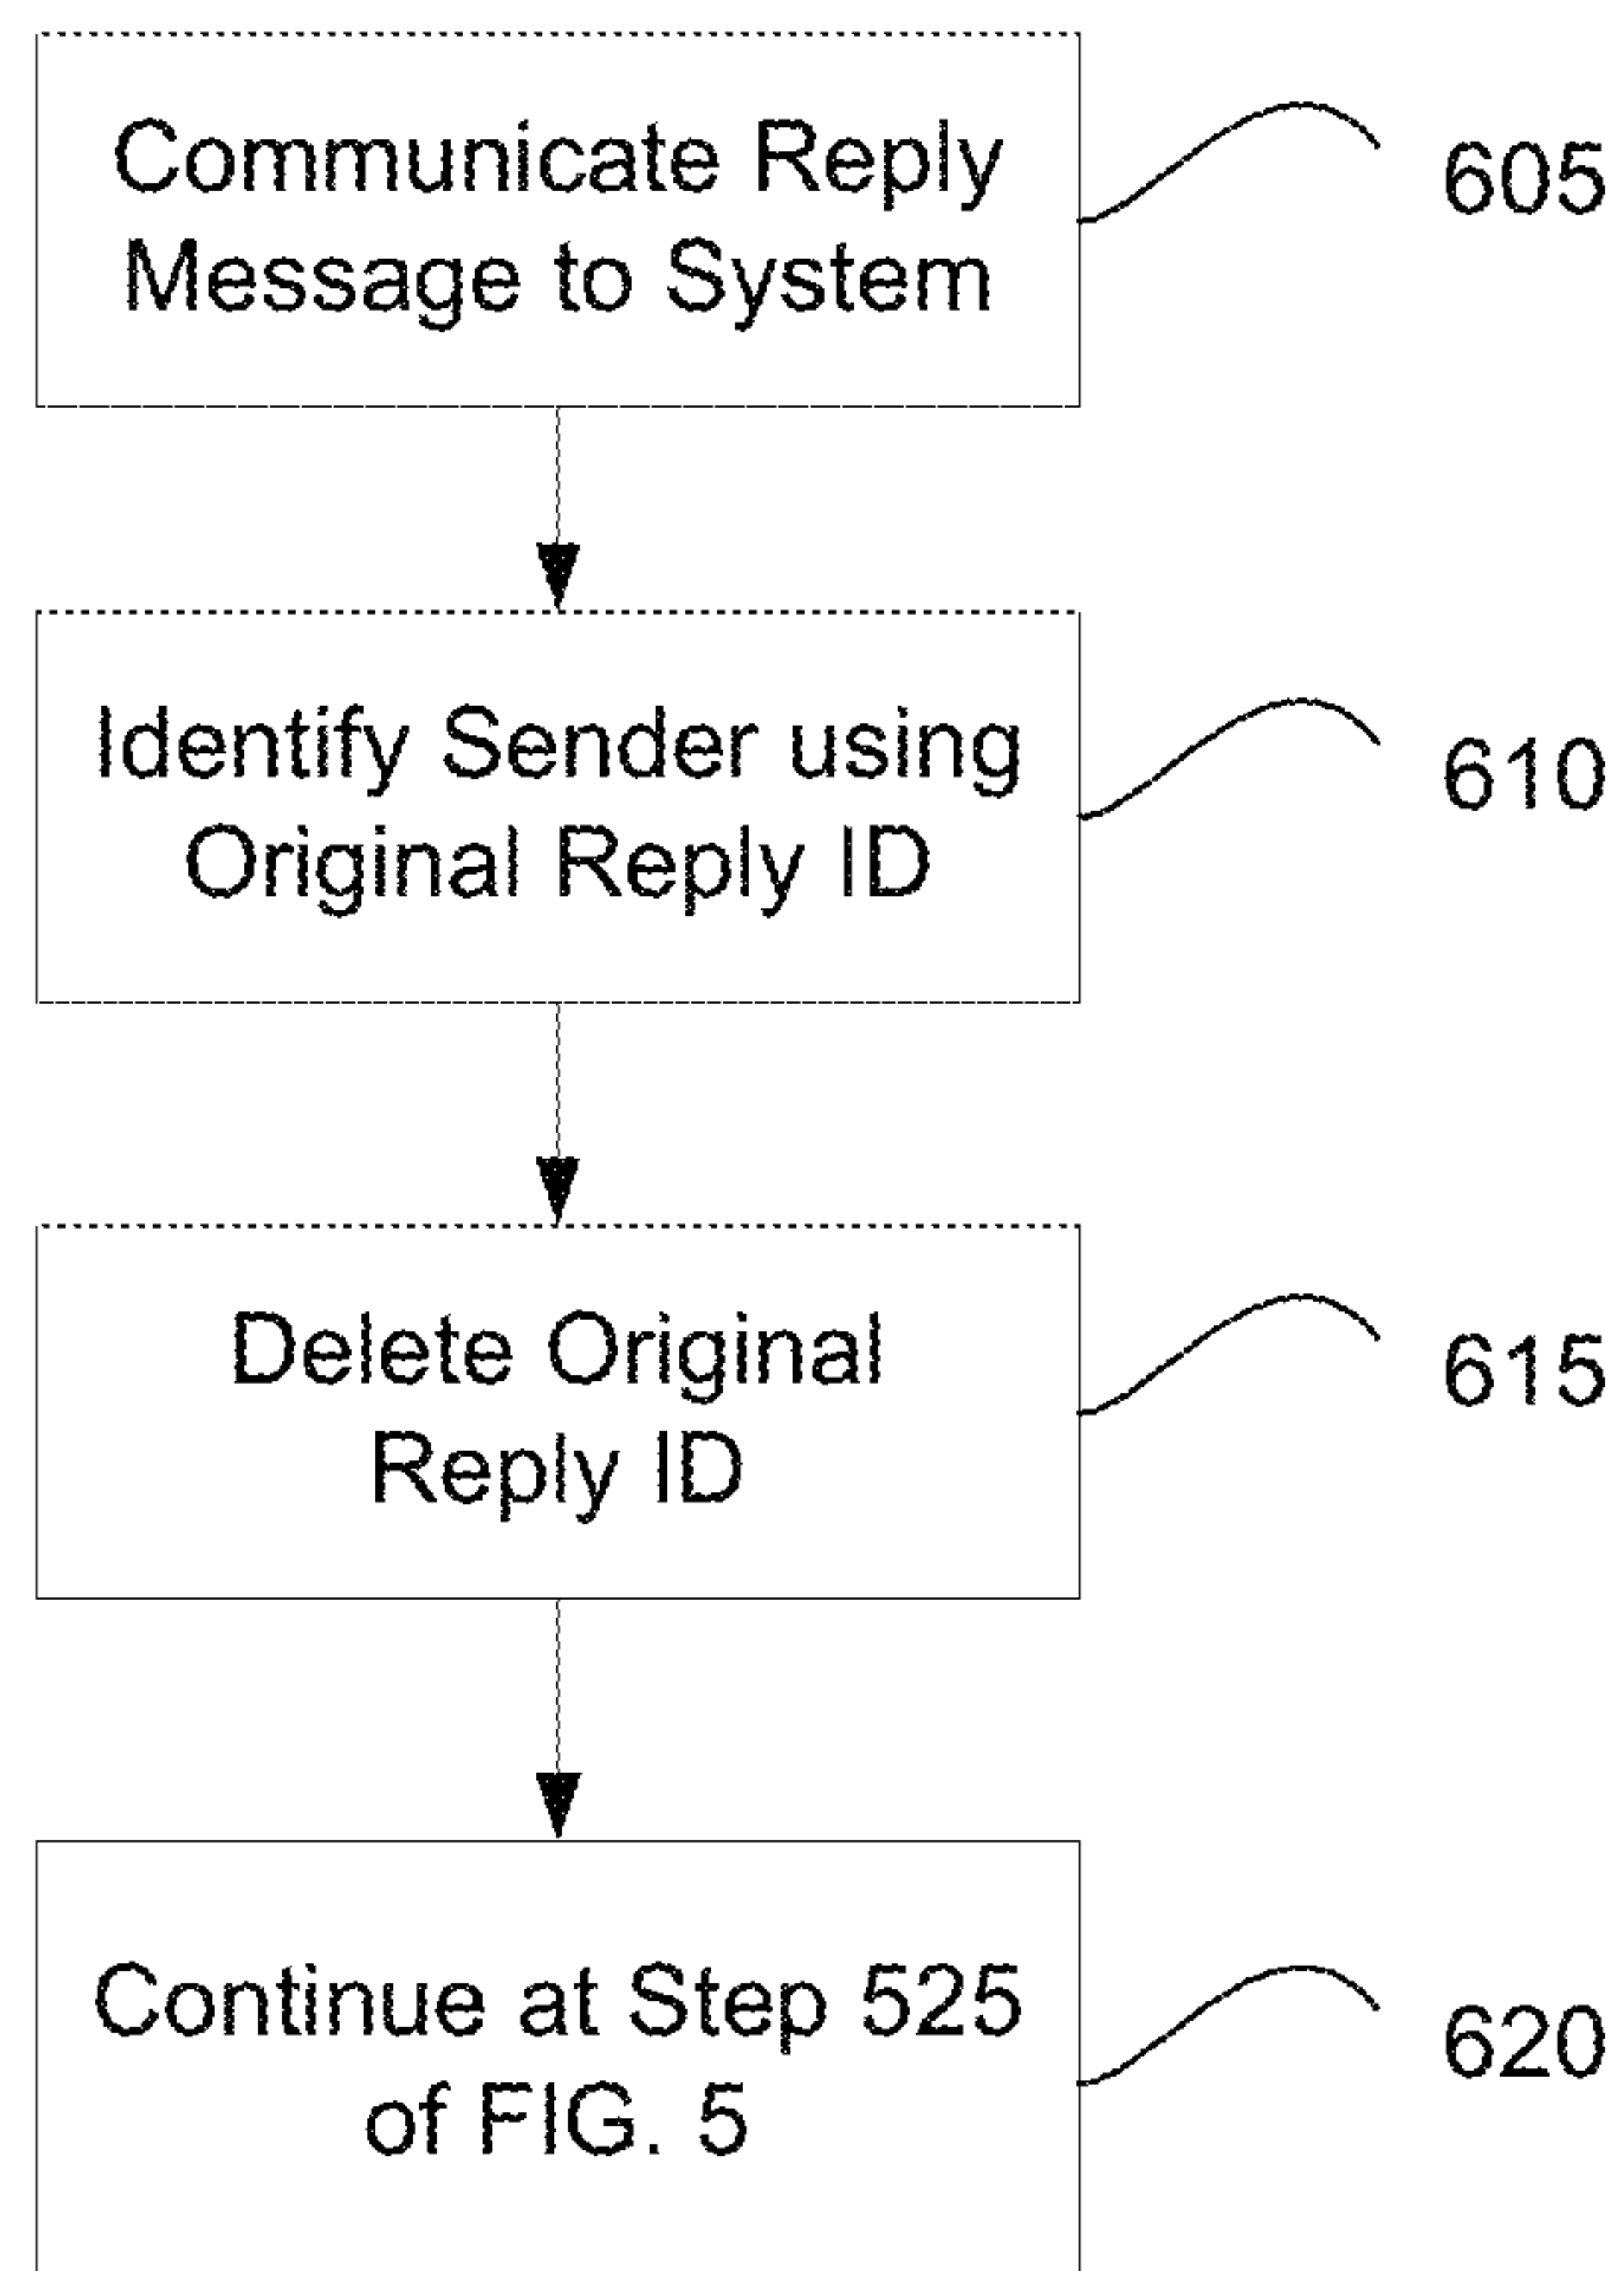 Communicate Reply
Message to System
605
Identify Sender using
Original Reply ID
610
Delete Original
Reply ID
615
Continue at Step 525
of FIG. 5
620